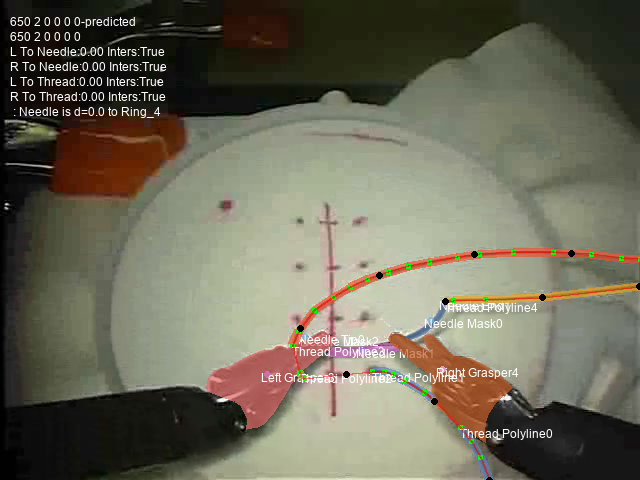 650 2 0 0 0 0-predicted
650 2 0 0 0 0
L To Needle:0.00 Inters:True
R To Needle:0.00 Inters:True
L To Thread:0.00 Inters:True
R To Thread:0.00 Inters:True
: Needle is d=0.0 to Ring_4
Thread Polyline4
Needle Mask0
Needle Mask1
Thread Polyline3
Left Grasper3
Thread Polyline1
Right Grasper4
Thread Polyline0